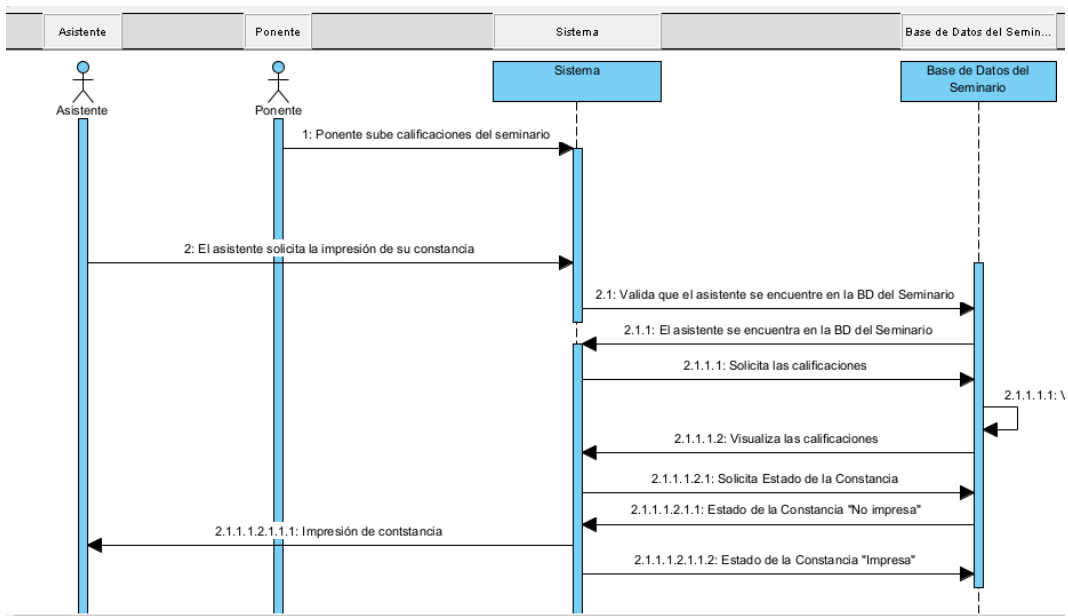 Asistente
Ponente
Sistema
Base de Datos del Semin...
Asistente
Ponente
Sistema
Base de Datos del
Seminario
1: Ponente sube calificaciones del seminario
2: El asistente solicita la impresión de su constancia
2.1: Valida que el asistente se encuentre en la BD del Seminario
2.1.1: El asistente se encuentra en la BD del Seminario
2.1.1.1: Solicita las calificaciones
2.1.1.1.1: V
2.1.1.1.2: Visualiza las calificaciones
2.1.1.1.2.1: Solicita Estado de la Constancia
2.1.1.1.2.1.1: Estado de la Constancia "No impresa"
2.1.1.1.2.1.1.1: Impresión de contstancia
2.1.1.1.2.1.1.2: Estado de la Constancia "Impresa"